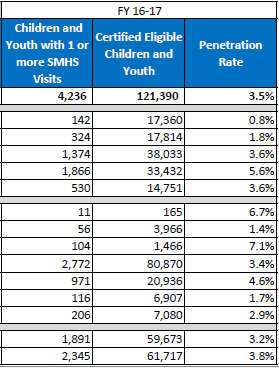 FY 16-17
Children and Youth with 1 or more SMHS Visits Certified Eligible Children and Youth Penetration Rate
4,236 121,390 3.5%
142 17,360 0.8%
324 17,814 1.8%
1,374 38,033 3.6%
1,866 33,432 5.6%
530 14,751 3.6%
11 165 6.7%
56 3,966 1.4%
104 1,466 7.1%
2,772 80,870 3.4%
971 20,936 4.6%
116 6,907 1.7%
206 7,080 2.9%
1,891 59,673 3.2%
2,345 61,717 3.8%